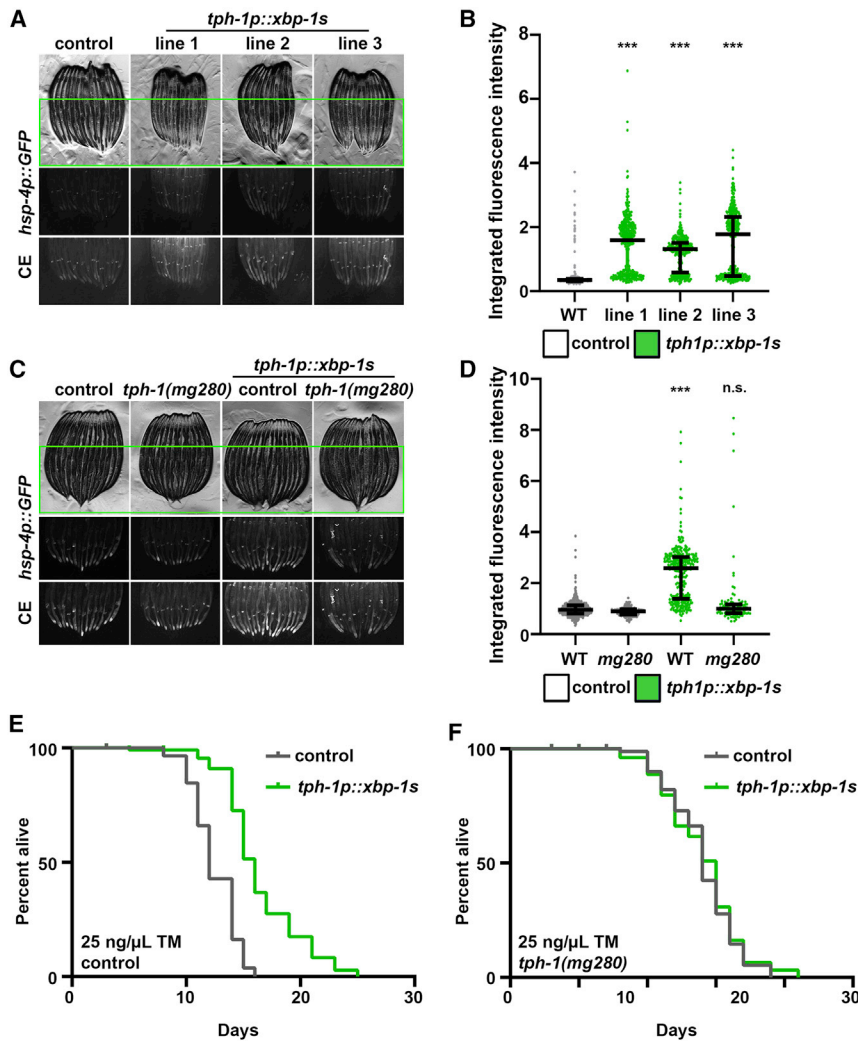 A
tph-1p::xbp-1s
control line 1 line 2 line 3
hsp-4p::GFP
CE
B
Integrated fluorescence intensity
8
6
4
2
0
*** *** ***
WT line 1 line 2 line 3
control tph1p::xbp-1s
C
tph-1p::xbp-1s
control tph-1(mg280) control tph-1(mg280)
hsp-4p::GFP
CE
D
Integrated fluorescence intensity
10
8
6
4
2
0
*** n.s.
WT mg280 WT mg280
control tph1p::xbp-1s
E
Percent alive
100
50
0
control
tph-1p::xbp-1s
25 ng/µL TM
control
0 10 20 30
Days
F
Percent alive
100
50
0
control
tph-1p::xbp-1s
25 ng/µL TM
tph-1(mg280)
0 10 20 30
Days